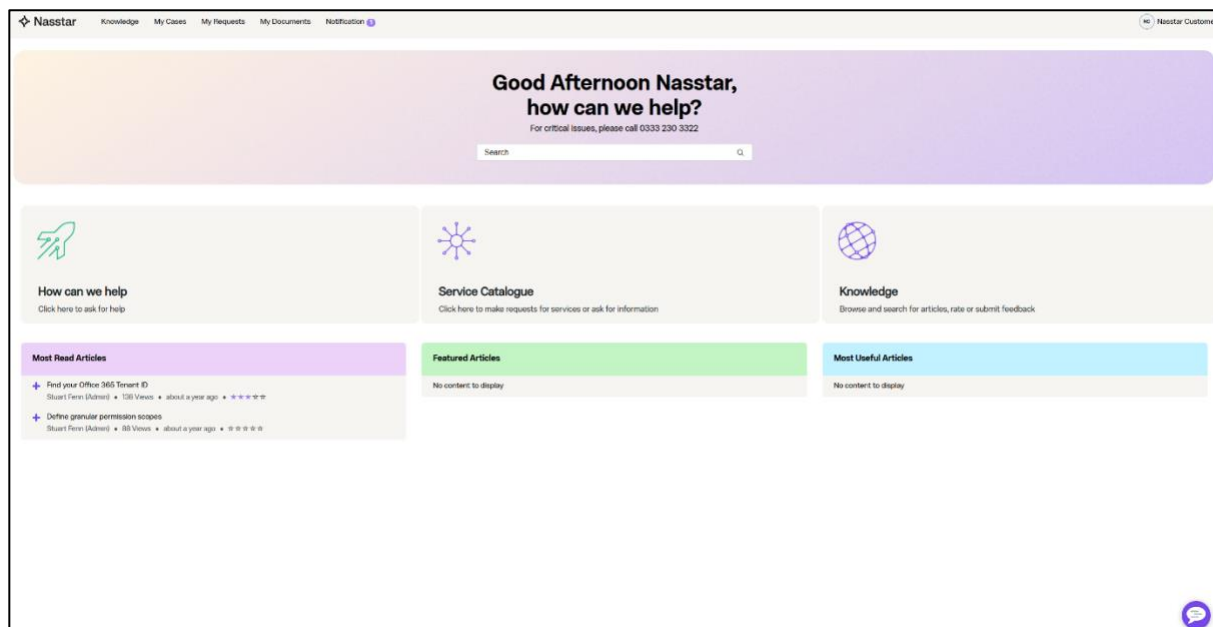 Nasstar Knowledge My Cases My Requests My Documents Notification 1 NC Nasstar Custome
Good Afternoon Nasstar,
how can we help?
For critical issues, please call 0333 230 3322
Search
How can we help
Click here to ask for help
Service Catalogue
Click here to make requests for services or ask for information
Knowledge
Browse and search for articles, rate or submit feedback
Most Read Articles
Find your Office 365 Tenant ID
Stuart Fenn (Admin) • 136 Views • about a year ago •
Define granular permission scopes
Stuart Fenn (Admin) • 88 Views • about a year ago •
Featured Articles
No content to display
Most Useful Articles
No content to display